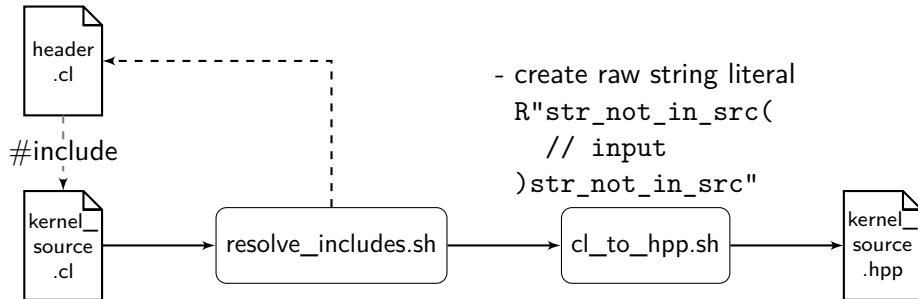 header
.cl
#include
kernel_
source
.cl
resolve_includes.sh
- create raw string literal
R"str_not_in_src(
// input
)str_not_in_src"
cl_to_hpp.sh
kernel_
source
.hpp